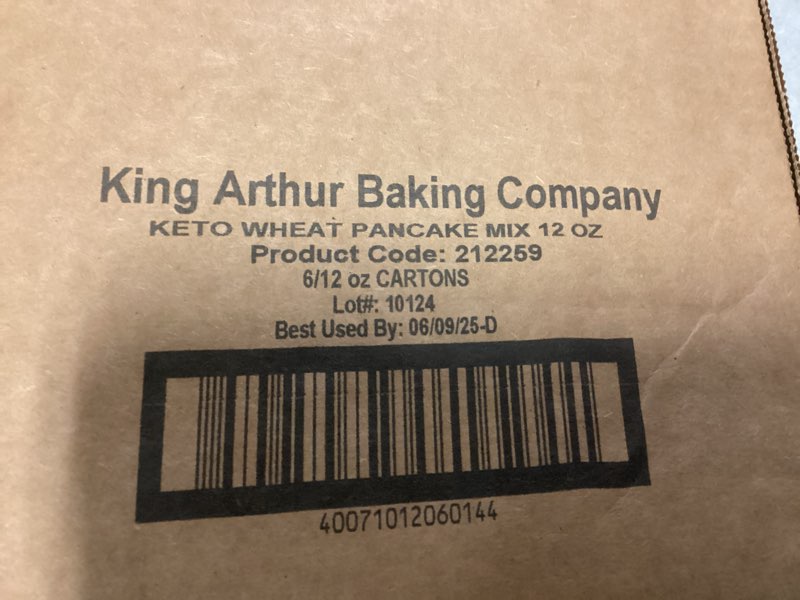 King Arthur Baking Company
KETO WHEAT PANCAKE MIX 12 OZ
Product Code: 212259
6/12 oz CARTONS
Lot#: 10124
Best Used By: 06/09/25-D
40071012060144